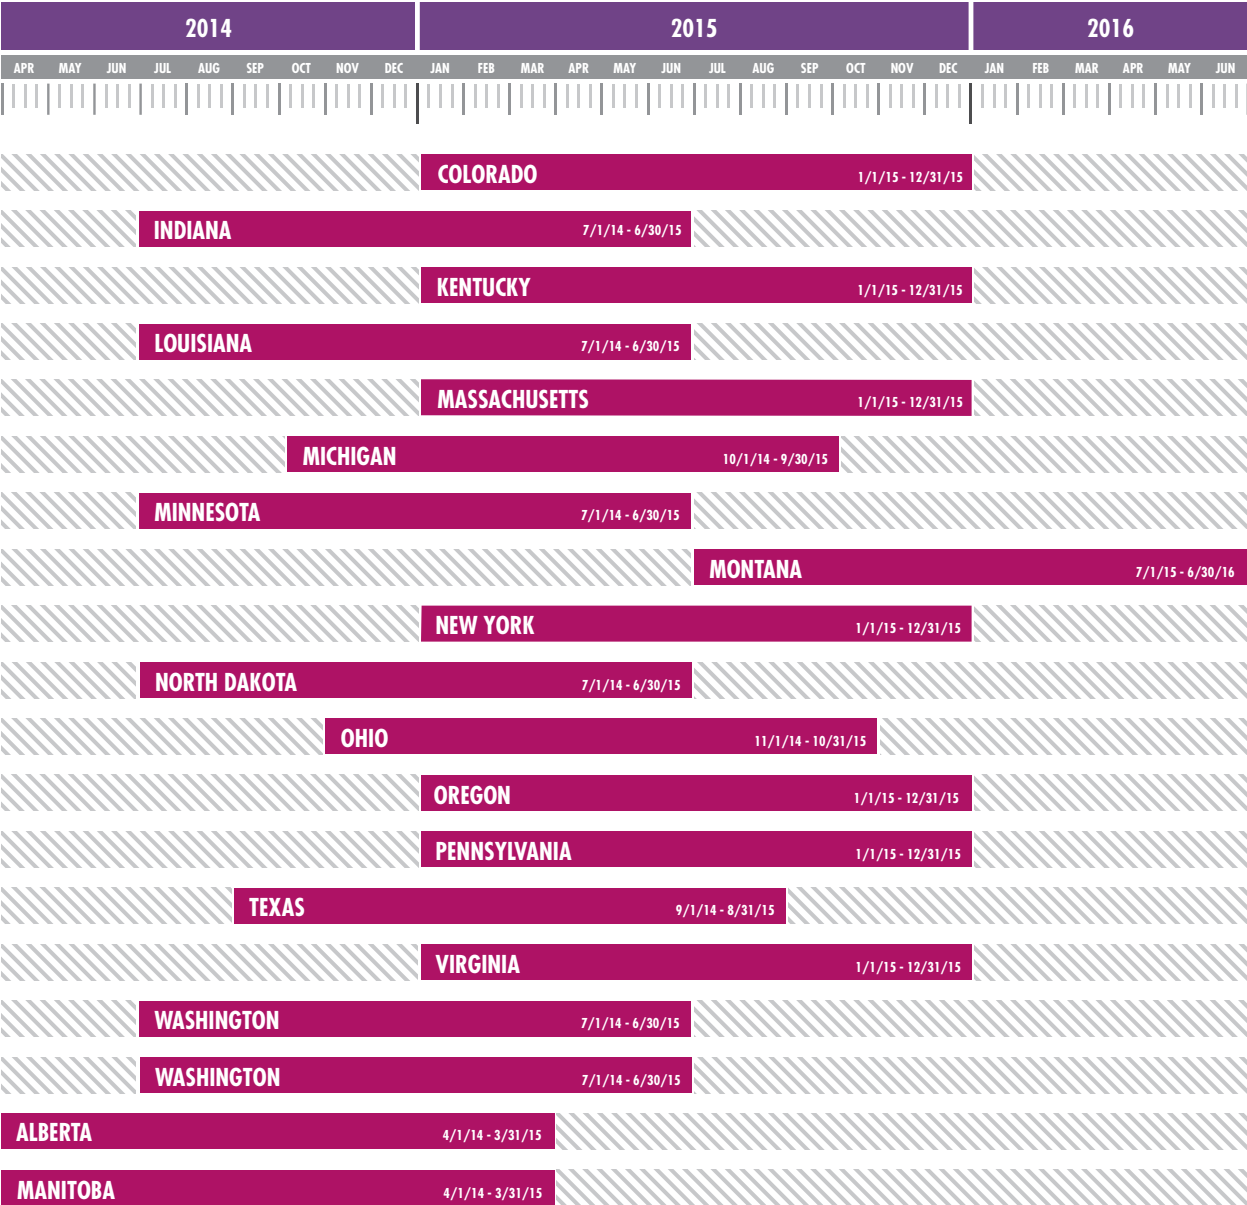 2014 2015 2016
APR MAY JUN JUL AUG SEP OCT NOV DEC JAN FEB MAR APR MAY JUN JUL AUG SEP OCT NOV DEC JAN FEB MAR APR MAY JUN
COLORADO 1/1/15 - 12/31/15
INDIANA 7/1/14 - 6/30/15
KENTUCKY 1/1/15 - 12/31/15
LOUISIANA 7/1/14 - 6/30/15
MASSACHUSETTS 1/1/15 - 12/31/15
MICHIGAN 10/1/14 - 9/30/15
MINNESOTA 7/1/14 - 6/30/15
MONTANA 7/1/15 - 6/30/16
NEW YORK 1/1/15 - 12/31/15
NORTH DAKOTA 7/1/14 - 6/30/15
OHIO 11/1/14 - 10/31/15
OREGON 1/1/15 - 12/31/15
PENNSYLVANIA 1/1/15 - 12/31/15
TEXAS 9/1/14 - 8/31/15
VIRGINIA 1/1/15 - 12/31/15
WASHINGTON 7/1/14 - 6/30/15
WASHINGTON 7/1/14 - 6/30/15
ALBERTA 4/1/14 - 3/31/15
MANITOBA 4/1/14 - 3/31/15